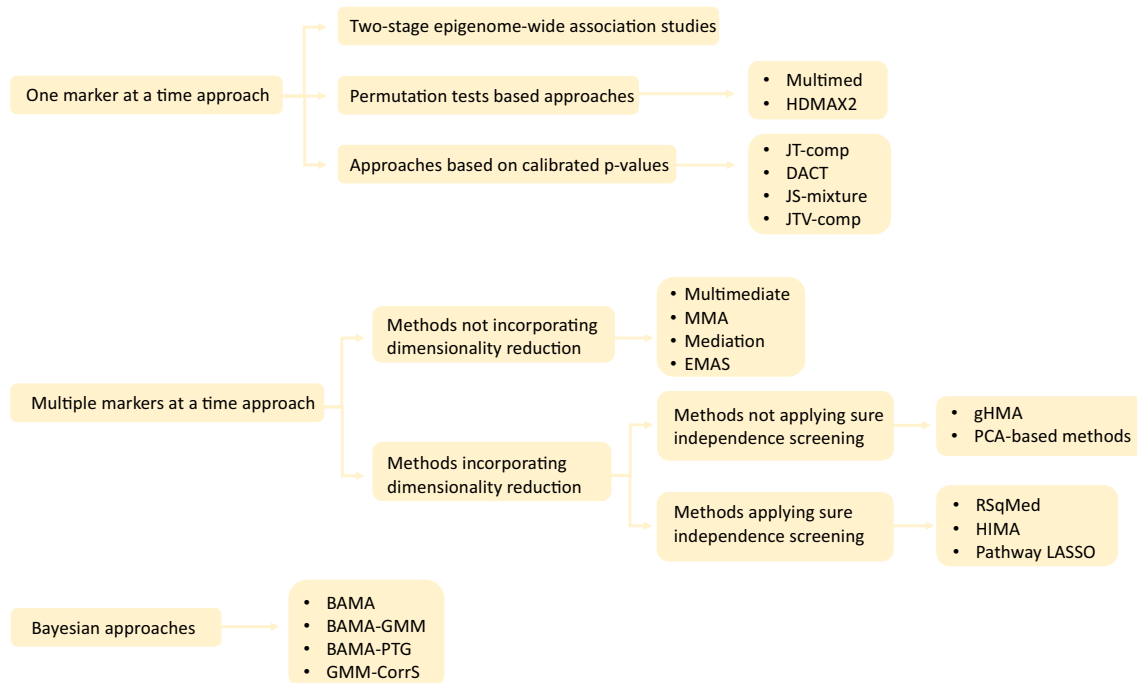 Two-stage epigenome-wide association studies
One marker at a time approach
Permutation tests based approaches
• Multimed
• HDMAX2
Approaches based on calibrated p-values
• JT-comp
• DACT
• JS-mixture
• JTV-comp
Multiple markers at a time approach
Methods not incorporating
dimensionality reduction
• Multimediate
• MMA
• Mediation
• EMAS
Methods incorporating
dimensionality reduction
Methods not applying sure
independence screening
• gHMA
• PCA-based methods
Methods applying sure
independence screening
• RSqMed
• HIMA
• Pathway LASSO
Bayesian approaches
• BAMA
• BAMA-GMM
• BAMA-PTG
• GMM-CorrS